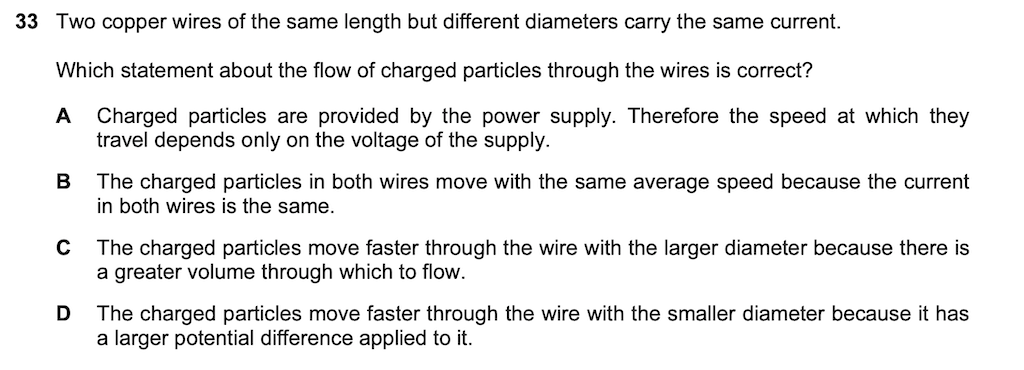 33 Two copper wires of the same length but different diameters carry the same current.
Which statement about the flow of charged particles through the wires is correct?
A Charged particles are provided by the power supply. Therefore the speed at which they
travel depends only on the voltage of the supply.
B The charged particles in both wires move with the same average speed because the current
in both wires is the same.
C The charged particles move faster through the wire with the larger diameter because there is
a greater volume through which to flow.
D The charged particles move faster through the wire with the smaller diameter because it has
a larger potential difference applied to it.